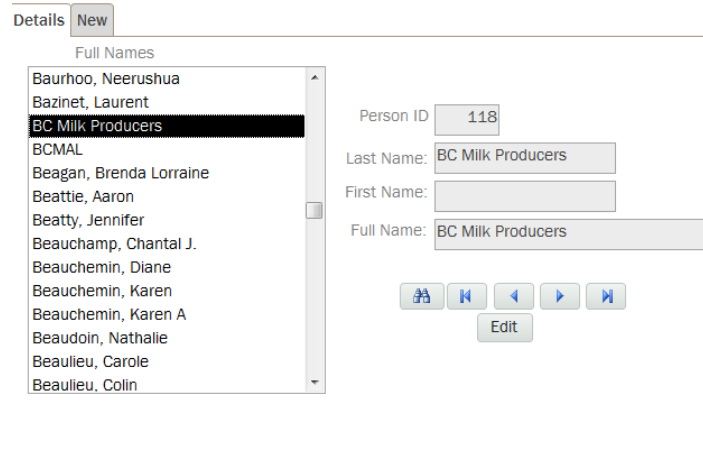 Details New
Full Names
Baurhoo, Neerushua
Bazinet, Laurent
BC Milk Producers
BCMAL
Beagan, Brenda Lorraine
Beattie, Aaron
Beatty, Jennifer
Beauchamp, Chantal J.
Beauchemin, Diane
Beauchemin, Karen
Beauchemin, Karen A
Beaudoin, Nathalie
Beaulieu, Carole
Beaulieu, Colin
Person ID 118
Last Name: BC Milk Producers
First Name:
Full Name: BC Milk Producers
Edit